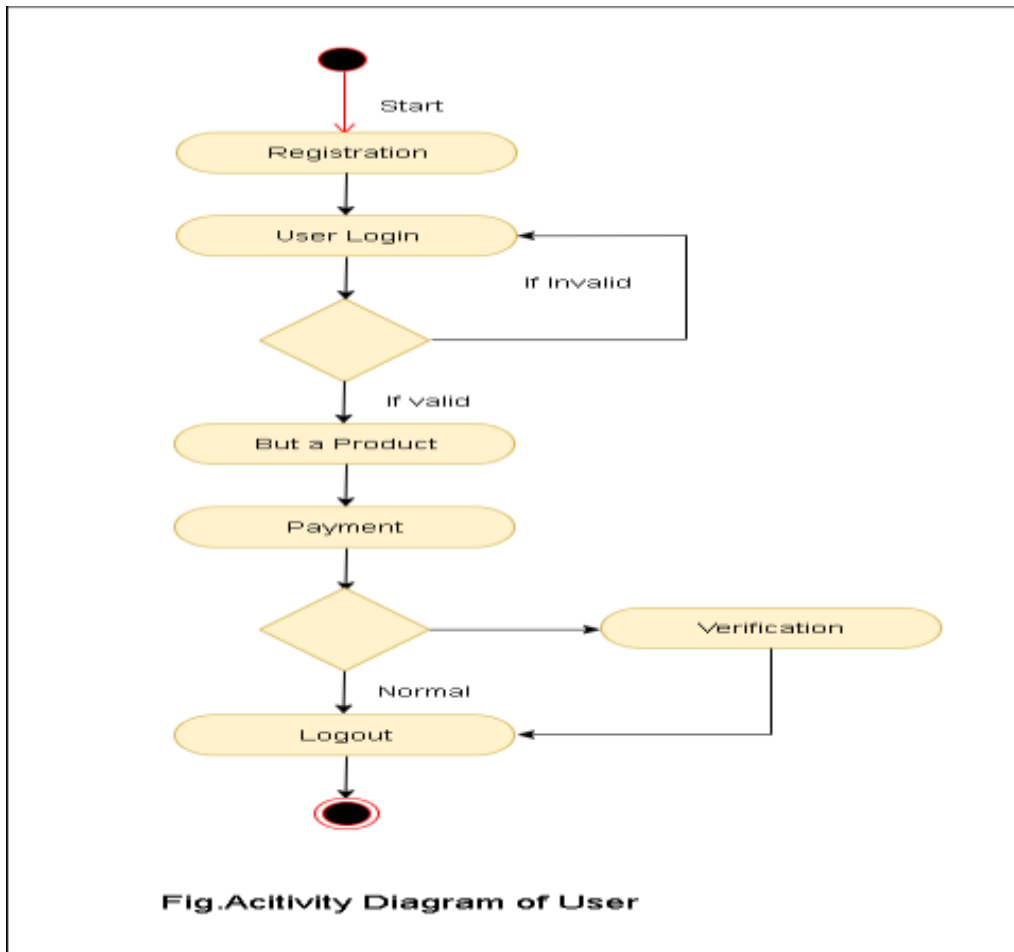 Start
Registration
User Login
If Invalid
If valid
But a Product
Payment
Verification
Normal
Logout
Fig.Acitivity Diagram of User